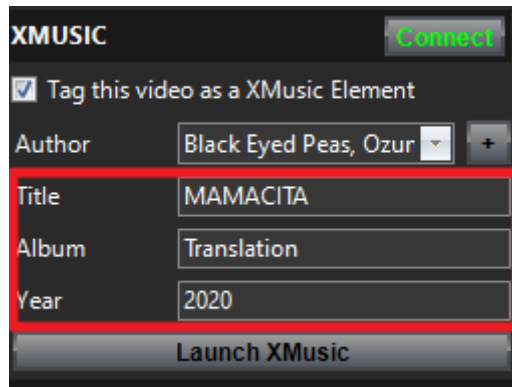 XMUSIC Connect
Tag this video as a XMusic Element
Author Black Eyed Peas, Ozur +
Title MAMACITA
Album Translation
Year 2020
Launch XMusic